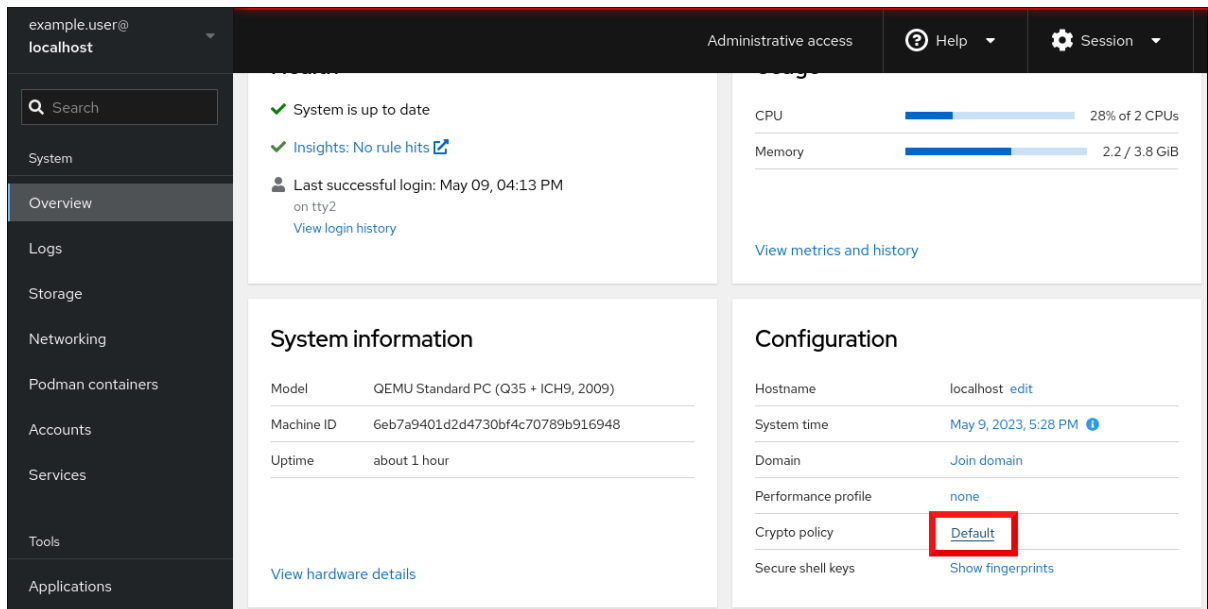 example.user@
localhost
Administrative access
Help
Session
Search
System
Overview
Logs
Storage
Networking
Podman containers
Accounts
Services
Tools
Applications
Health
System is up to date
Insights: No rule hits
Last successful login: May 09, 04:13 PM
on tty2
View login history
Usage
CPU 28% of 2 CPUs
Memory 2.2 / 3.8 GiB
View metrics and history
System information
Model QEMU Standard PC (Q35 + ICH9, 2009)
Machine ID 6eb7a9401d2d4730bf4c70789b916948
Uptime about 1 hour
View hardware details
Configuration
Hostname localhost edit
System time May 9, 2023, 5:28 PM
Domain Join domain
Performance profile none
Crypto policy Default
Secure shell keys Show fingerprints